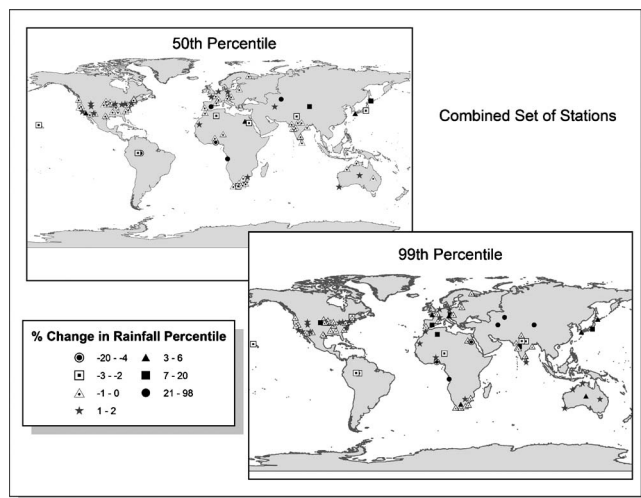 50th Percentile
Combined Set of Stations
99th Percentile
% Change in Rainfall Percentile
-20 - -4
3 - 6
-3 - -2
7 - 20
-1 - 0
21 - 98
1 - 2